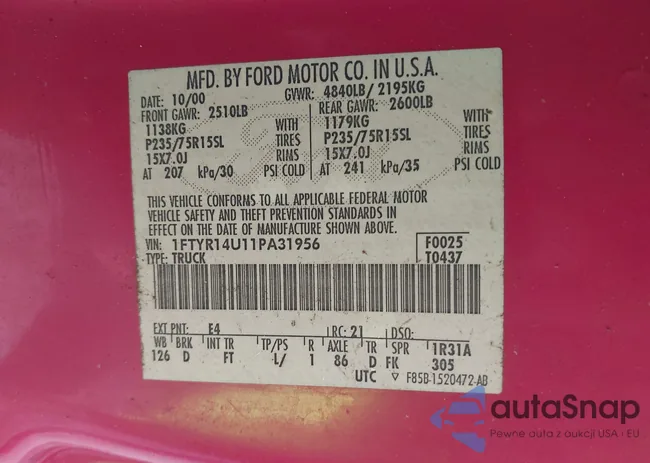 MFD. BY FORD MOTOR CO. IN U.S.A.
DATE: 10/00 GVWR: 4840LB/ 2195KG
FRONT GAWR: 2510LB REAR GAWR: 2600LB
1138KG WITH 1179KG WITH
P235/75R15SL TIRES P235/75R15SL TIRES
15X7.0J RIMS 15X7.0J RIMS
AT 207 kPa/30 PSI COLD AT 241 kPa/35 PSI COLD
THIS VEHICLE CONFORMS TO ALL APPLICABLE FEDERAL MOTOR
VEHICLE SAFETY AND THEFT PREVENTION STANDARDS IN
EFFECT ON THE DATE OF MANUFACTURE SHOWN ABOVE.
VIN: 1FTYR14U11PA31956 F0025
TYPE: TRUCK T0437
EXT PNT: E4 RC: 21 DSO:
WB BRK INT TR TP/PS R AXLE TR SPR 1R31A
126 D FT L/ 1 86 D FK 305
UTC ▽ F85B-1520472-AB
autaSnap
Pewne auta z aukcji USA i EU